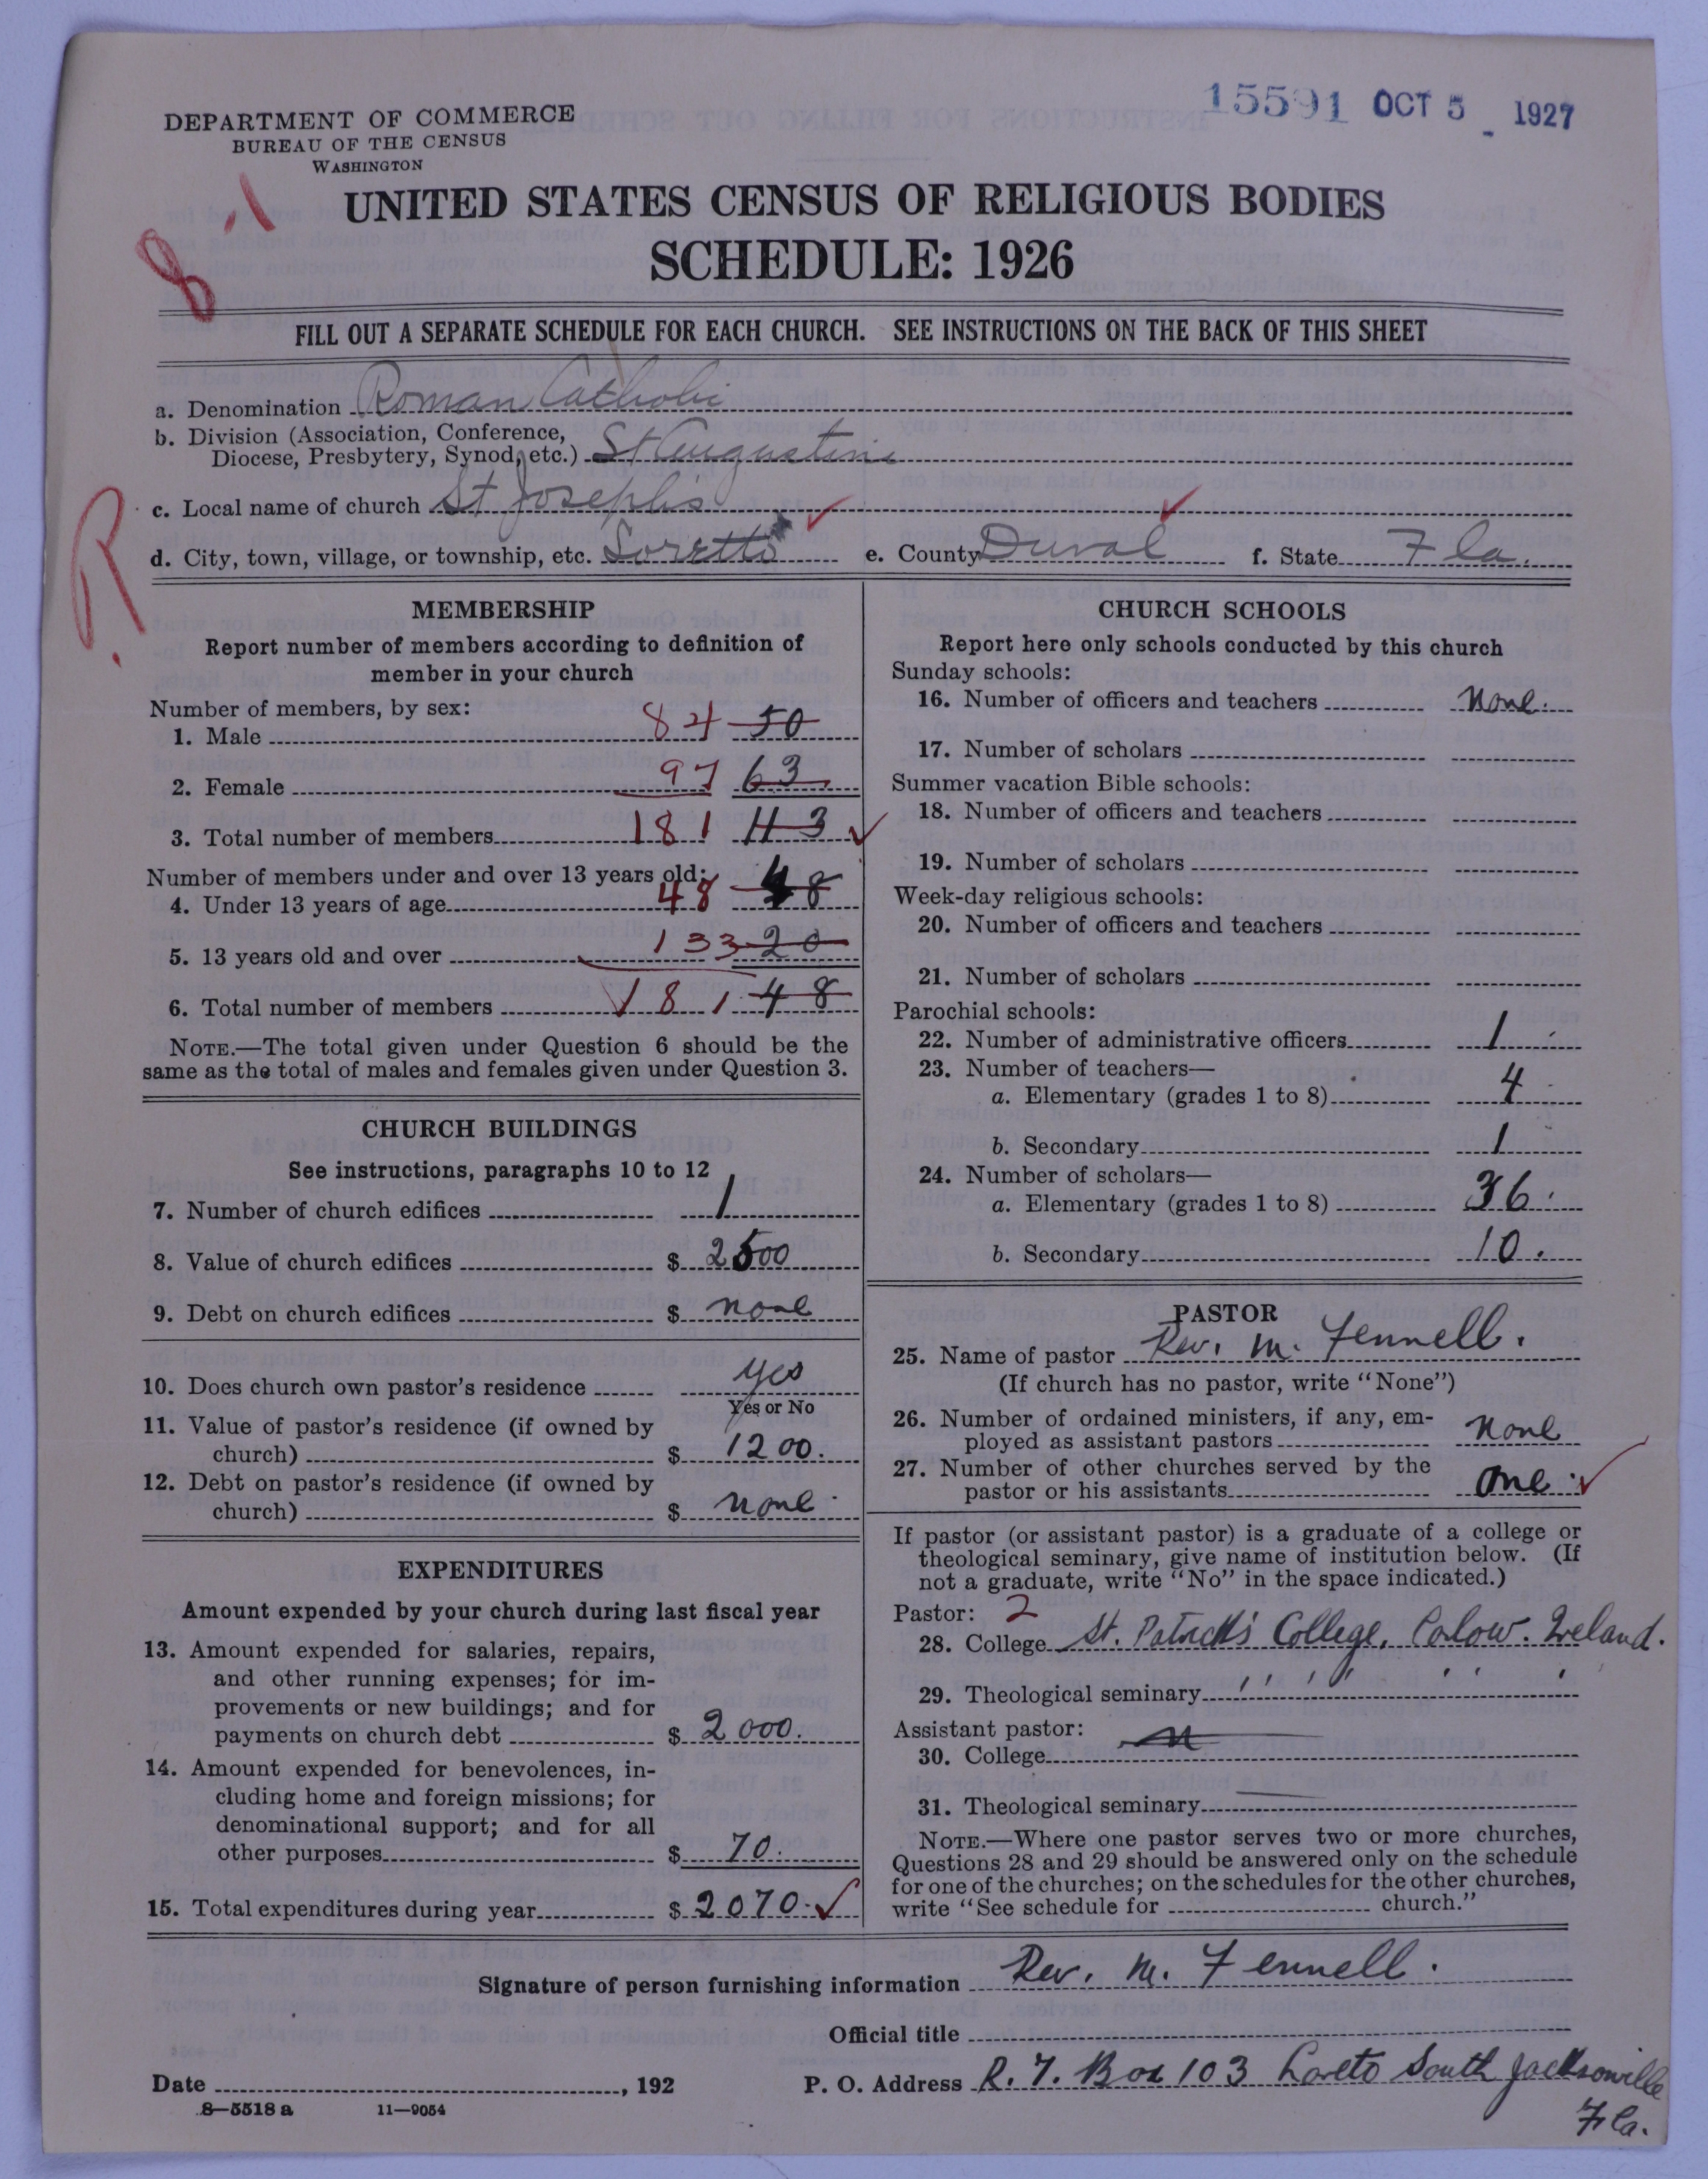 15591 OCT 5 1927
DEPARTMENT OF COMMERCE
BUREAU OF THE CENSUS
WASHINGTON
8-1
UNITED STATES CENSUS OF RELIGIOUS BODIES
SCHEDULE: 1926
FILL OUT A SEPARATE SCHEDULE FOR EACH CHURCH. SEE INSTRUCTIONS ON THE BACK OF THIS SHEET
a. Denomination Roman Catholic
b. Division (Association, Conference,
Diocese, Presbytery, Synod, etc.) St Augustine
R.
c. Local name of church St Joseph's
d. City, town, village, or township, etc. Loretto e. County Duval f. State Fla.
MEMBERSHIP
Report number of members according to definition of
member in your church
Number of members, by sex:
1. Male 84 50
2. Female 97 63
3. Total number of members 181 113
Number of members under and over 13 years old:
4. Under 13 years of age 48 48
5. 13 years old and over 133 20
6. Total number of members 181 48
NOTE.—The total given under Question 6 should be the
same as the total of males and females given under Question 3.
CHURCH BUILDINGS
See instructions, paragraphs 10 to 12
7. Number of church edifices 1
8. Value of church edifices $ 2500
9. Debt on church edifices $ none
10. Does church own pastor's residence yes
Yes or No
11. Value of pastor's residence (if owned by
church) $ 1200.
12. Debt on pastor's residence (if owned by
church) $ none
EXPENDITURES
Amount expended by your church during last fiscal year
13. Amount expended for salaries, repairs,
and other running expenses; for im-
provements or new buildings; and for
payments on church debt $ 2000.
14. Amount expended for benevolences, in-
cluding home and foreign missions; for
denominational support; and for all
other purposes $ 70.
15. Total expenditures during year $ 2070.
CHURCH SCHOOLS
Report here only schools conducted by this church
Sunday schools:
16. Number of officers and teachers none.
17. Number of scholars
Summer vacation Bible schools:
18. Number of officers and teachers
19. Number of scholars
Week-day religious schools:
20. Number of officers and teachers
21. Number of scholars
Parochial schools:
22. Number of administrative officers 1
23. Number of teachers—
a. Elementary (grades 1 to 8) 4
b. Secondary 1
24. Number of scholars—
a. Elementary (grades 1 to 8) 36.
b. Secondary 10.
PASTOR
25. Name of pastor Rev. M. Fennell.
(If church has no pastor, write "None")
26. Number of ordained ministers, if any, em-
ployed as assistant pastors none
27. Number of other churches served by the
pastor or his assistants one.
If pastor (or assistant pastor) is a graduate of a college or
theological seminary, give name of institution below. (If
not a graduate, write "No" in the space indicated.)
Pastor: 2
28. College St. Patrick's College, Carlow. Ireland.
29. Theological seminary " " " " " "
Assistant pastor:
30. College
31. Theological seminary
NOTE.—Where one pastor serves two or more churches,
Questions 28 and 29 should be answered only on the schedule
for one of the churches; on the schedules for the other churches,
write "See schedule for church."
Signature of person furnishing information Rev. M. Fennell.
Official title
Date , 192 P. O. Address R. 7. Box 103 Loreto South Jacksonville
Fla.
8—5518 a 11—9054